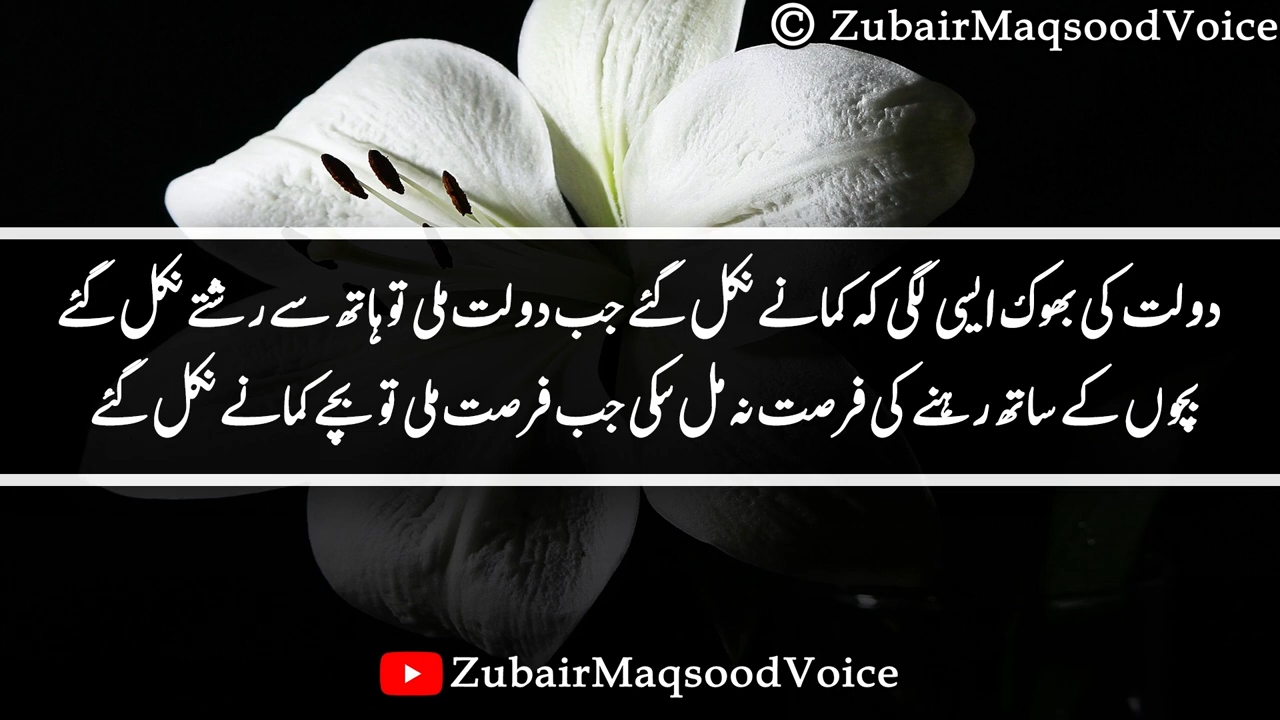 © ZubairMaqsoodVoice
دولت کی بھوک ایسی لگی کہ کمانے نکل گئے جب دولت ملی تو ہاتھ سے رشتے نکل گئے
بچوں کے ساتھ رہنے کی فرصت نہ مل سکی جب فرصت ملی تو بچے کمانے نکل گئے
ZubairMaqsoodVoice